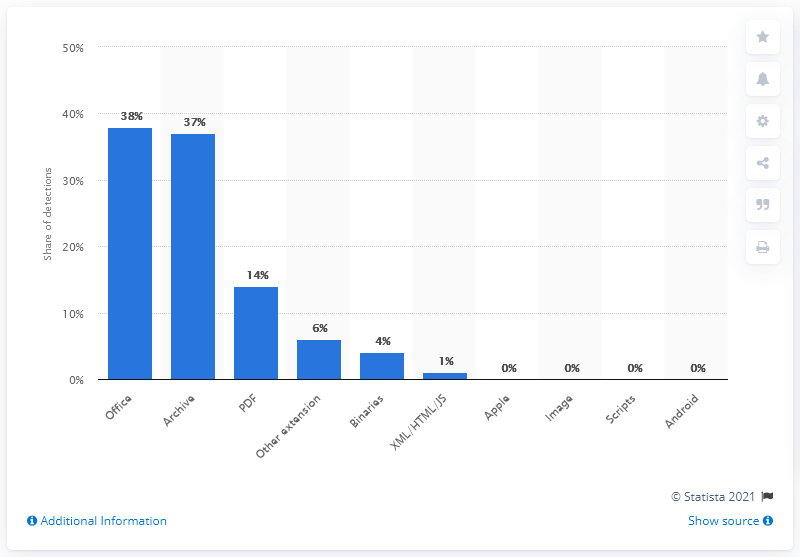 50%
40%
30%
20%
10%
0%
Share of detections
38%
37%
14%
6%
4%
1%
0%
0%
0%
0%
Office
Archive
PDF
Other extension
Binaries
XML/HTML/JS
Apple
Image
Scripts
Android
© Statista 2021
Additional Information
Show source